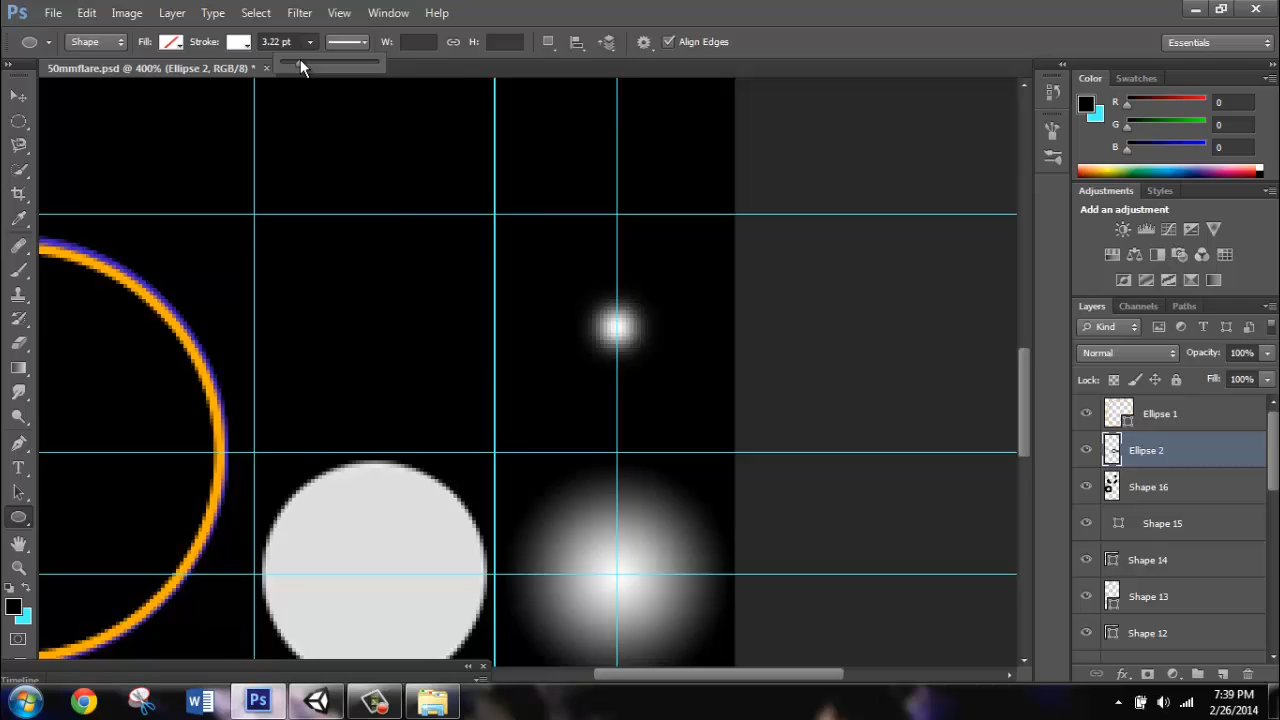 Ps File Edit Image Layer Type Select Filter View Window Help
Shape Fill: Stroke: 3.22 pt W: H: Align Edges Essentials
50mmflare.psd @ 400% (Ellipse 2, RGB/8) * ×
Color Swatches
R 0
G 0
B 0
Adjustments Styles
Add an adjustment
Layers Channels Paths
Kind
Normal Opacity: 100%
Lock: Fill: 100%
Ellipse 1
Ellipse 2
Shape 16
Shape 15
Shape 14
Shape 13
Shape 12
Timeline
fx
Ps
7:39 PM
2/26/2014